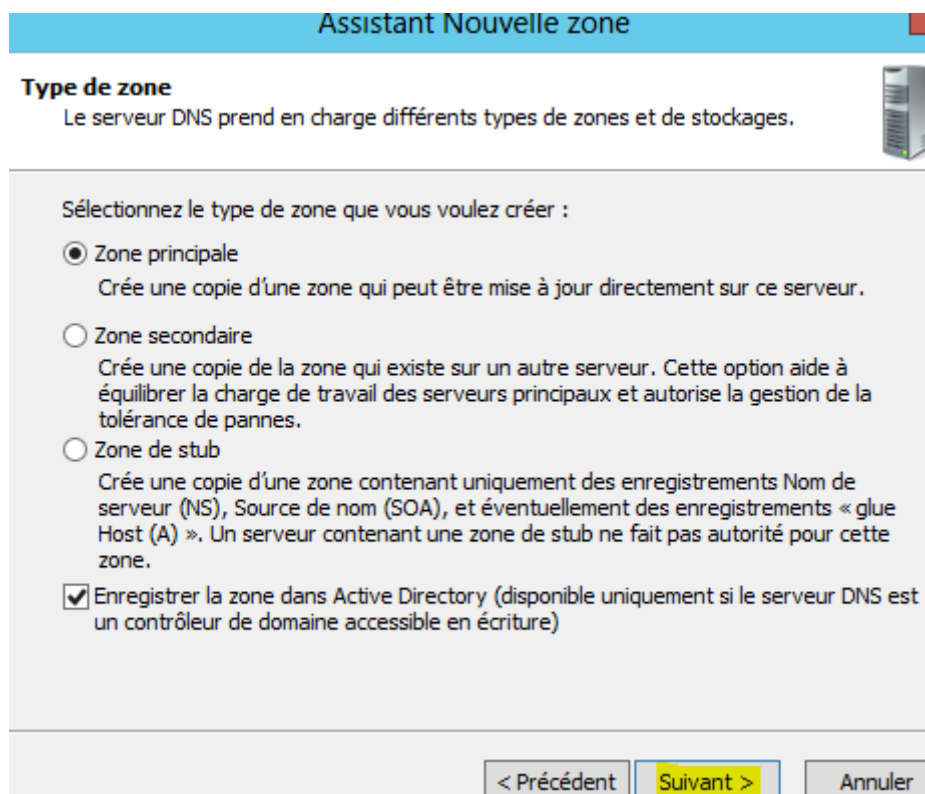 Assistant Nouvelle zone
Type de zone
Le serveur DNS prend en charge différents types de zones et de stockages.
Sélectionnez le type de zone que vous voulez créer :
Zone principale
Crée une copie d'une zone qui peut être mise à jour directement sur ce serveur.
Zone secondaire
Crée une copie de la zone qui existe sur un autre serveur. Cette option aide à
équilibrer la charge de travail des serveurs principaux et autorise la gestion de la
tolérance de pannes.
Zone de stub
Crée une copie d'une zone contenant uniquement des enregistrements Nom de
serveur (NS), Source de nom (SOA), et éventuellement des enregistrements « glue
Host (A) ». Un serveur contenant une zone de stub ne fait pas autorité pour cette
zone.
Enregistrer la zone dans Active Directory (disponible uniquement si le serveur DNS est
un contrôleur de domaine accessible en écriture)
< Précédent Suivant > Annuler